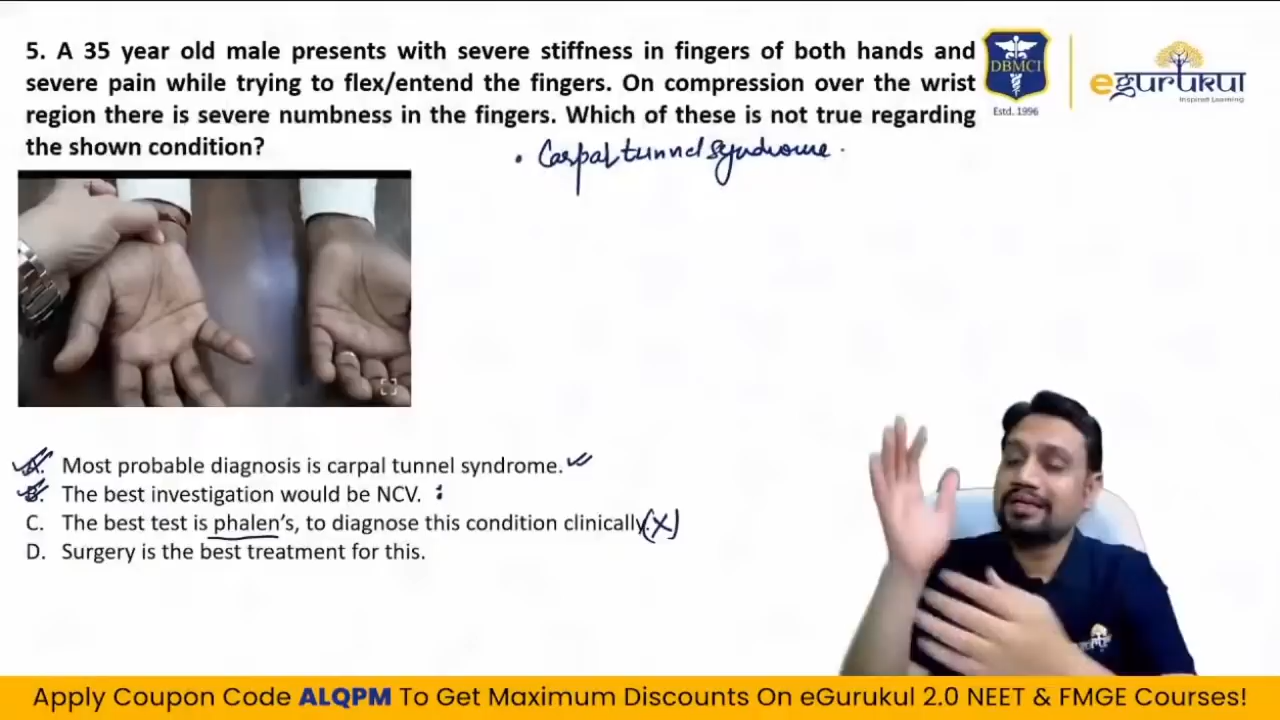 5. A 35 year old male presents with severe stiffness in fingers of both hands and
severe pain while trying to flex/entend the fingers. On compression over the wrist
region there is severe numbness in the fingers. Which of these is not true regarding
the shown condition?
• Carpal tunnel syndrome.
DBMCI
Estd. 1996
eGurukul
Inspired Learning
A. Most probable diagnosis is carpal tunnel syndrome.
B. The best investigation would be NCV.
C. The best test is phalen's, to diagnose this condition clinically. (X)
D. Surgery is the best treatment for this.
Apply Coupon Code ALQPM To Get Maximum Discounts On eGurukul 2.0 NEET & FMGE Courses!